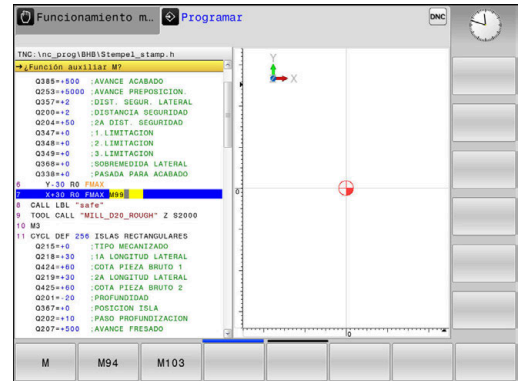 Funcionamiento m... Programar
DNC
TNC:\nc_prog\BHB\Stempel_stamp.h
→¿Función auxiliar M?
Q385=+500 ;AVANCE ACABADO
Q253=+5000 ;AVANCE PREPOSICION.
Q357=+2 ;DIST. SEGUR. LATERAL
Q200=+2 ;DISTANCIA SEGURIDAD
Q204=+50 ;2A DIST. SEGURIDAD
Q347=+0 ;1.LIMITACION
Q348=+0 ;2.LIMITACION
Q349=+0 ;3.LIMITACION
Q368=+0 ;SOBREMEDIDA LATERAL
Q338=+0 ;PASADA PARA ACABADO
6 Y-30 R0 FMAX
7 X+30 R0 FMAX M99
8 CALL LBL "safe"
9 TOOL CALL "MILL_D20_ROUGH" Z S2000
10 M3
11 CYCL DEF 256 ISLAS RECTANGULARES
Q215=+0 ;TIPO MECANIZADO
Q218=+30 ;1A LONGITUD LATERAL
Q424=+60 ;COTA PIEZA BRUTO 1
Q219=+30 ;2A LONGITUD LATERAL
Q425=+60 ;COTA PIEZA BRUTO 2
Q201=-20 ;PROFUNDIDAD
Q367=+0 ;POSICION ISLA
Q202=+10 ;PASO PROFUNDIZACION
Q207=+500 ;AVANCE FRESADO
Y
X
0
0
M M94 M103